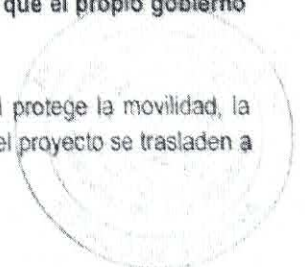 que el propio gobierno
protege la movilidad, la
el proyecto se trasladen a